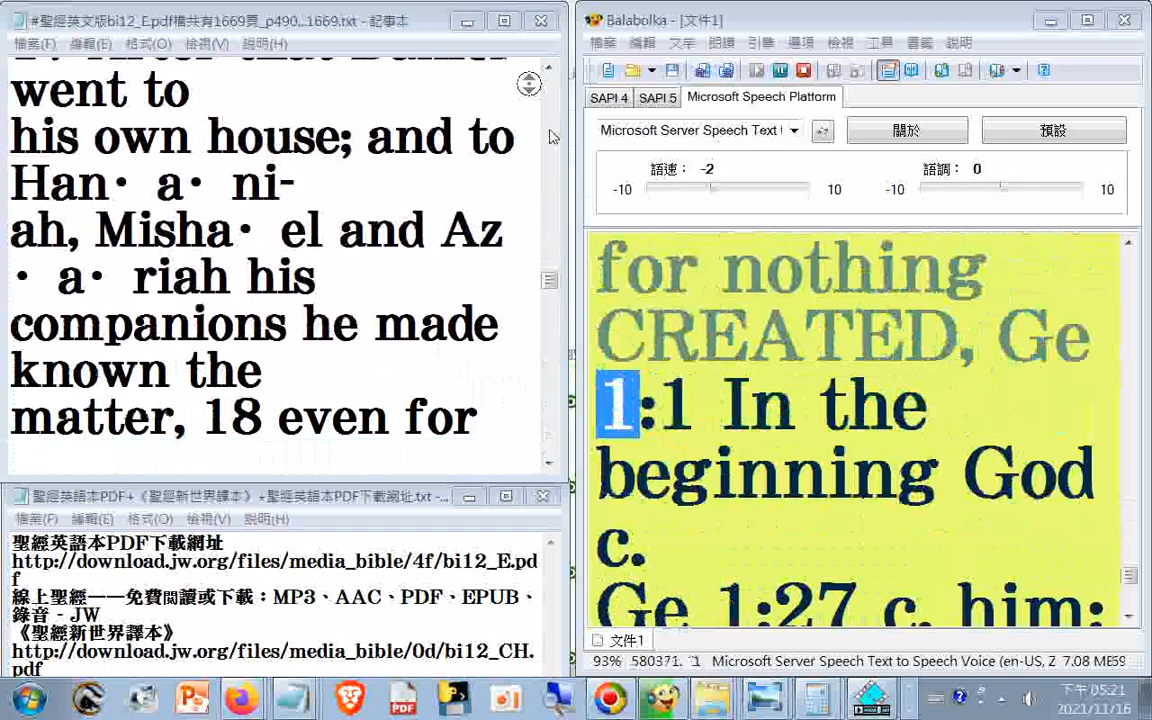 #聖經英文版bi12_E.pdf檔共有1669頁_p490...1669.txt - 記事本
檔案(F) 編輯(E) 格式(O) 檢視(V) 說明(H)
went to
his own house; and to
Han· a· ni-
ah, Misha· el and Az
· a· riah his
companions he made
known the
matter, 18 even for
聖經英語本PDF+《聖經新世界譯本》+聖經英語本PDF下載網址.txt -...
檔案(F) 編輯(E) 格式(O) 檢視(V) 說明(H)
聖經英語本PDF下載網址
http://download.jw.org/files/media_bible/4f/bi12_E.pd
f
線上聖經——免費閱讀或下載：MP3、AAC、PDF、EPUB、
錄音 - JW
《聖經新世界譯本》
http://download.jw.org/files/media_bible/0d/bi12_CH.
pdf
Balabolka - [文件1]
檔案 編輯 文字 朗讀 引擎 選項 檢視 工具 書籤 說明
SAPI 4 SAPI 5 Microsoft Speech Platform
Microsoft Server Speech Text 關於 預設
語速： -2 語調： 0
-10 10 -10 10
for nothing
CREATED, Ge
1:1 In the
beginning God
c.
Ge 1:27 c. him:
文件1
93% Microsoft Server Speech Text to Speech Voice (en-US, Z 7.08
下午 05:21
2021/11/16